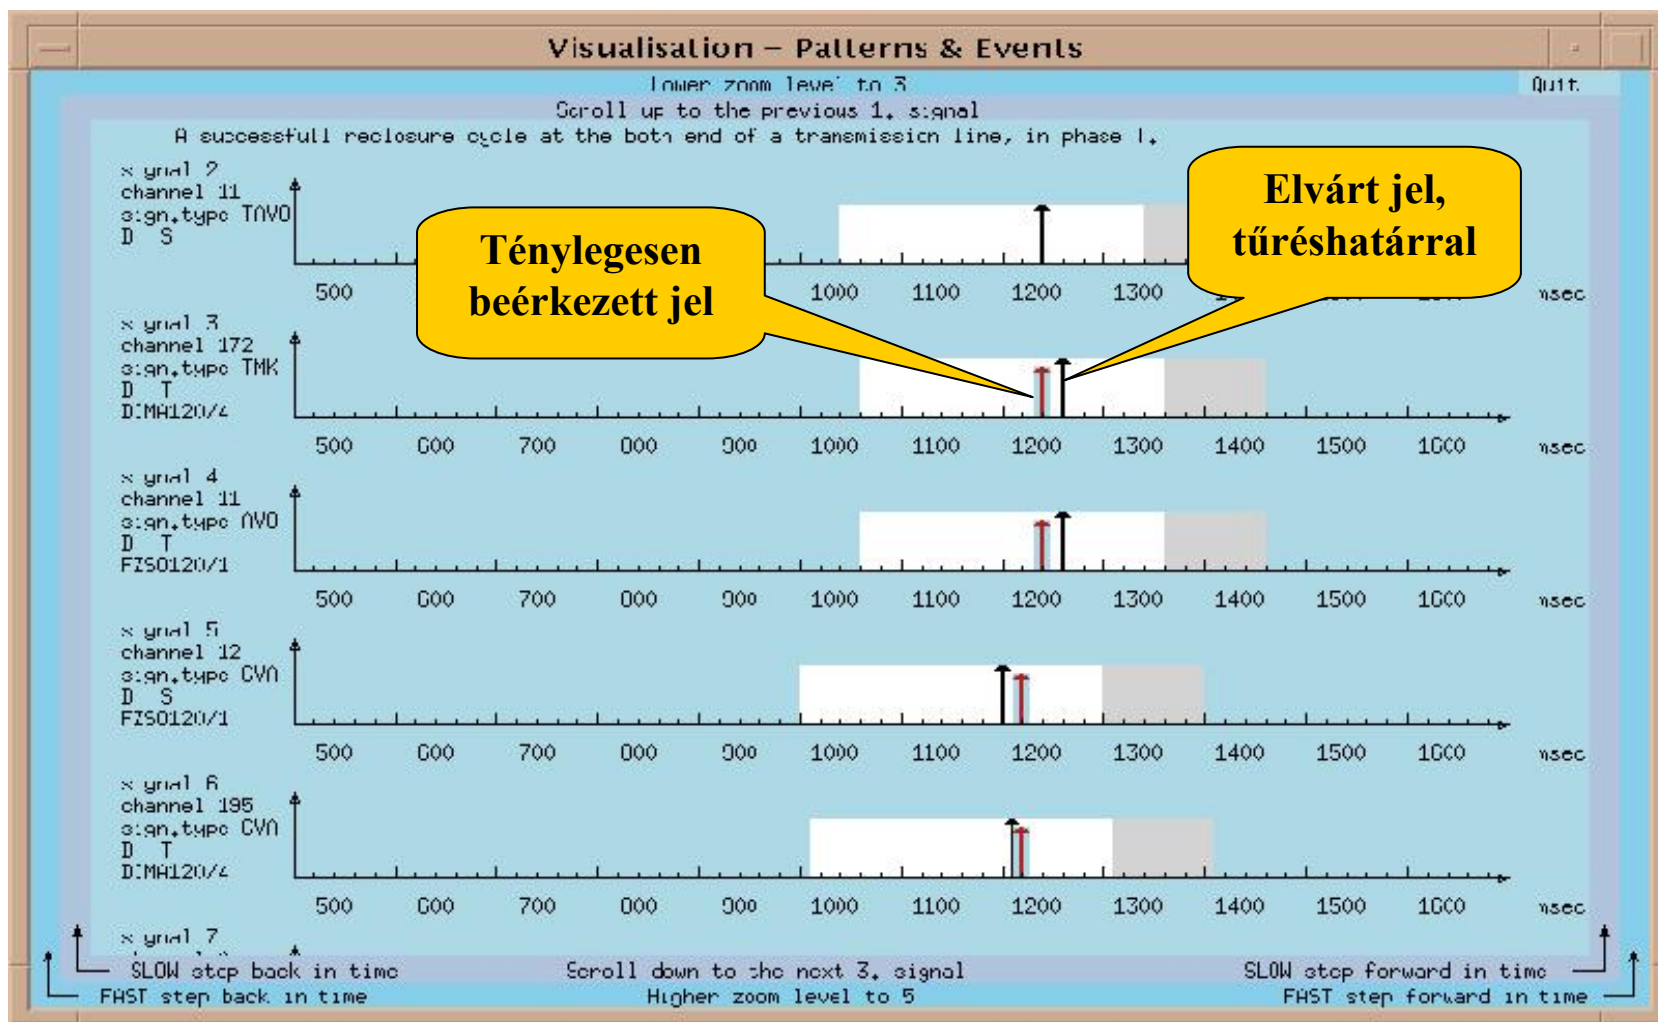 Visualisation – Patterns & Events
Lower zoom level to 3
Quit
Scroll up to the previous 1. signal
A successfull reclosure cycle at the both end of a transmission line, in phase
signal 2
channel 11
sign.type TAVO
D S
500 1000 1100 1200 1300 msec
Ténylegesen
beérkezett jel
Elvárt jel,
tűréshatárral
signal 3
channel 172
sign.type TMK
D T
DIMA120/4
500 600 700 800 900 1000 1100 1200 1300 1400 1500 1600 msec
signal 4
channel 11
sign.type AVO
D T
FZSO120/1
500 600 700 800 900 1000 1100 1200 1300 1400 1500 1600 msec
signal 5
channel 12
sign.type GVA
D S
FZSO120/1
500 600 700 800 900 1000 1100 1200 1300 1400 1500 1600 msec
signal 6
channel 195
sign.type GVA
D T
DIMA120/4
500 600 700 800 900 1000 1100 1200 1300 1400 1500 1600 msec
signal 7
SLOW step back in time
Scroll down to the next 3. signal
SLOW step forward in time
FAST step back in time
Higher zoom level to 5
FAST step forward in time